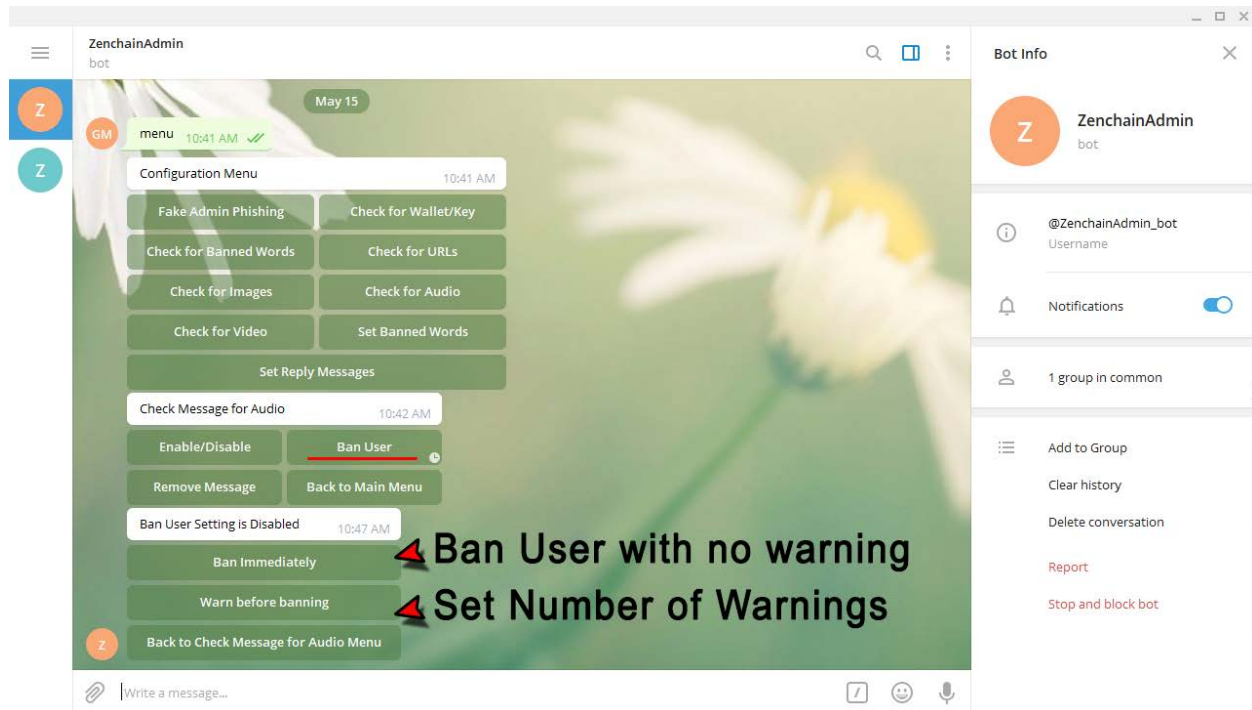 ZenchainAdmin
bot
Z
Z
May 15
GM
menu 10:41 AM
Configuration Menu 10:41 AM
Fake Admin Phishing Check for Wallet/Key
Check for Banned Words Check for URLs
Check for Images Check for Audio
Check for Video Set Banned Words
Set Reply Messages
Check Message for Audio 10:42 AM
Enable/Disable Ban User
Remove Message Back to Main Menu
Ban User Setting is Disabled 10:47 AM
Ban Immediately
Ban User with no warning
Warn before banning
Set Number of Warnings
Z
Back to Check Message for Audio Menu
Write a message...
/
Bot Info
Z
ZenchainAdmin
bot
@ZenchainAdmin_bot
Username
Notifications
1 group in common
Add to Group
Clear history
Delete conversation
Report
Stop and block bot